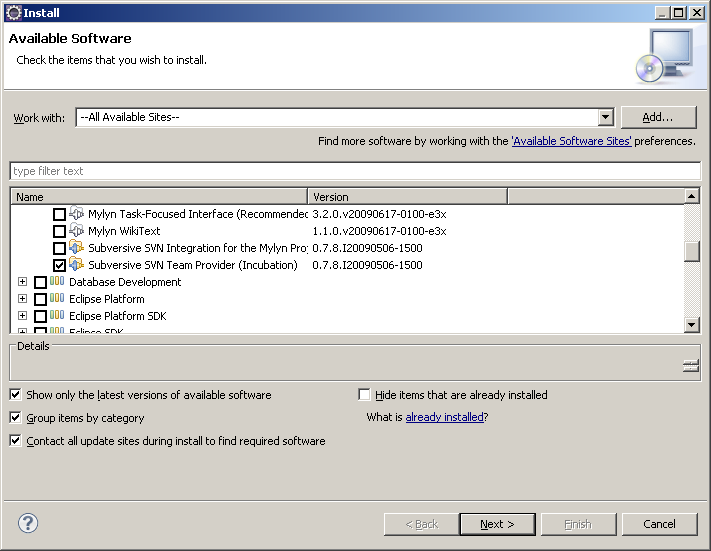 Install
Available Software
Check the items that you wish to install.
Work with: --All Available Sites-- Add...
Find more software by working with the 'Available Software Sites' preferences.
type filter text
Name Version
Mylyn Task-Focused Interface (Recommended 3.2.0.v20090617-0100-e3x
Mylyn WikiText 1.1.0.v20090617-0100-e3x
Subversive SVN Integration for the Mylyn Proj 0.7.8.I20090506-1500
Subversive SVN Team Provider (Incubation) 0.7.8.I20090506-1500
Database Development
Eclipse Platform
Eclipse Platform SDK
Eclipse SDK
Details
Show only the latest versions of available software Hide items that are already installed
Group items by category What is already installed?
Contact all update sites during install to find required software
? < Back Next > Finish Cancel